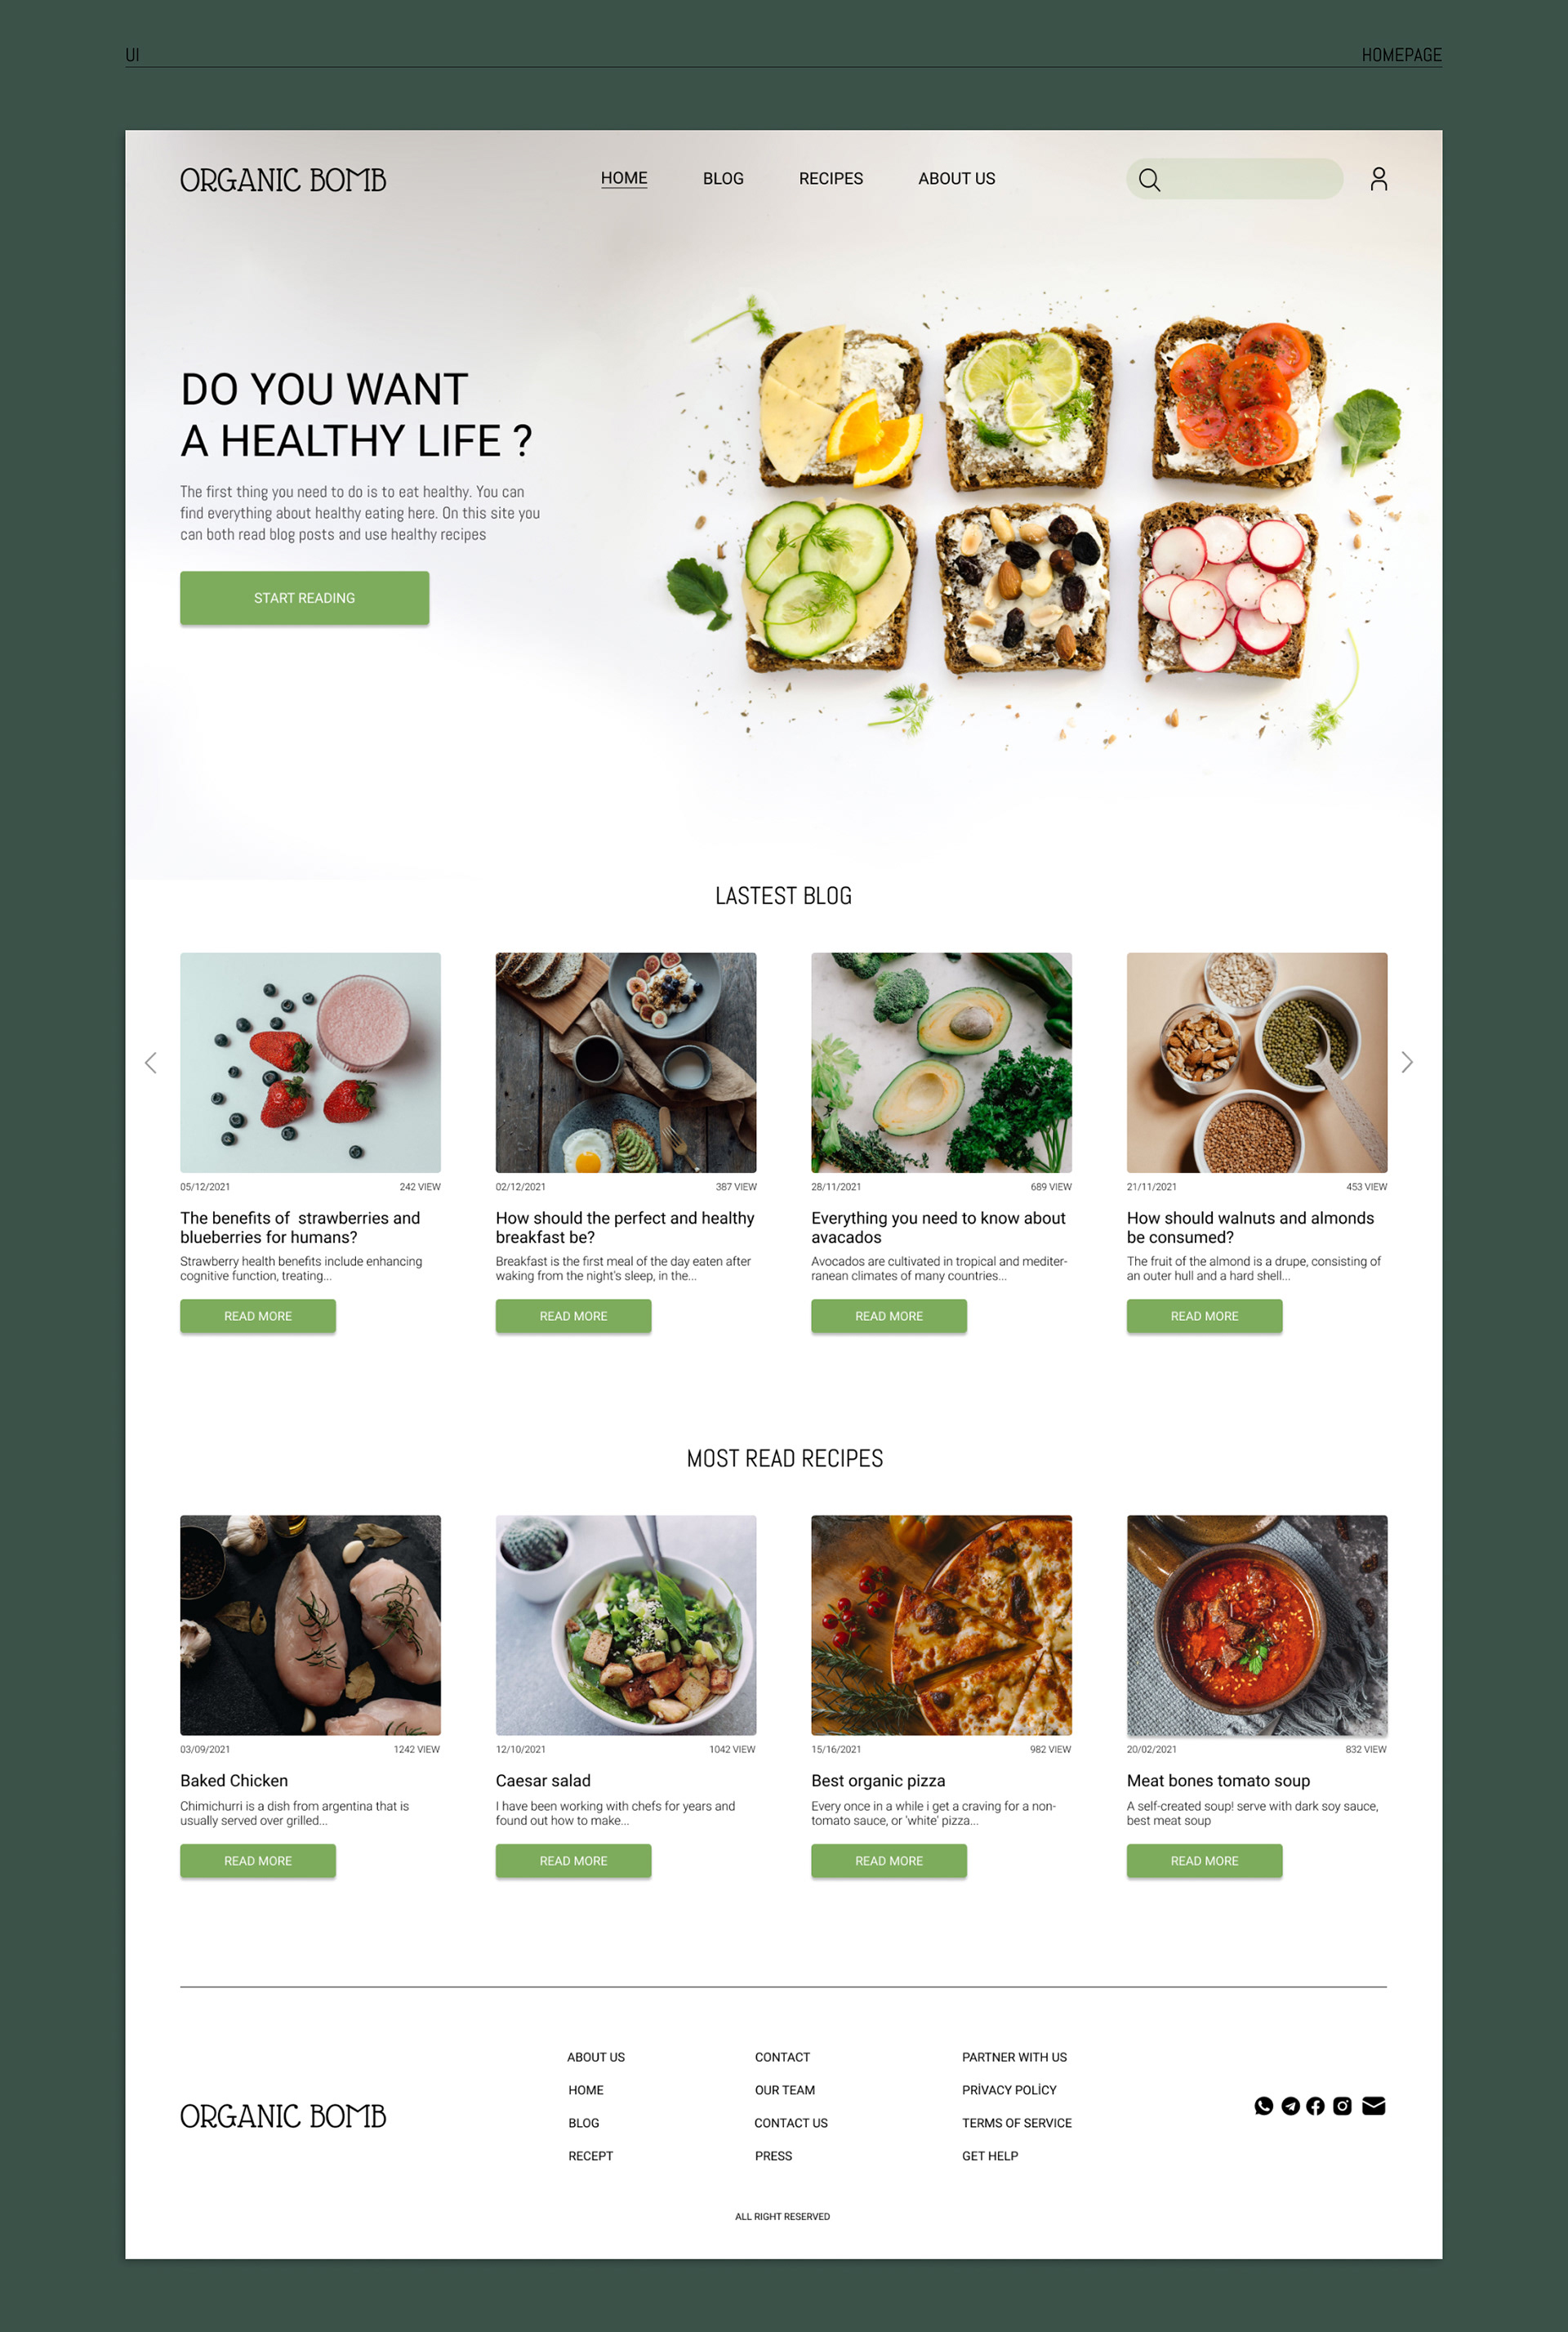 UI
HOMEPAGE
ORGANIC BOMB
HOME
BLOG
RECIPES
ABOUT US
DO YOU WANT
A HEALTHY LIFE ?
The first thing you need to do is to eat healthy. You can
find everything about healthy eating here. On this site you
can both read blog posts and use healthy recipes
START READING
LASTEST BLOG
05/12/2021
242 VIEW
The benefits of  strawberries and
blueberries for humans?
Strawberry health benefits include enhancing
cognitive function, treating...
READ MORE
02/12/2021
387 VIEW
How should the perfect and healthy
breakfast be?
Breakfast is the first meal of the day eaten after
waking from the night's sleep, in the...
READ MORE
28/11/2021
689 VIEW
Everything you need to know about
avacados
Avocados are cultivated in tropical and mediter-
ranean climates of many countries...
READ MORE
21/11/2021
453 VIEW
How should walnuts and almonds
be consumed?
The fruit of the almond is a drupe, consisting of
an outer hull and a hard shell...
READ MORE
MOST READ RECIPES
03/09/2021
1242 VIEW
Baked Chicken
Chimichurri is a dish from argentina that is
usually served over grilled...
READ MORE
12/10/2021
1042 VIEW
Caesar salad
I have been working with chefs for years and
found out how to make...
READ MORE
15/16/2021
982 VIEW
Best organic pizza
Every once in a while i get a craving for a non-
tomato sauce, or 'white' pizza...
READ MORE
20/02/2021
832 VIEW
Meat bones tomato soup
A self-created soup! serve with dark soy sauce,
best meat soup
READ MORE
ORGANIC BOMB
ABOUT US
HOME
BLOG
RECEPT
CONTACT
OUR TEAM
CONTACT US
PRESS
PARTNER WITH US
PRİVACY POLİCY
TERMS OF SERVICE
GET HELP
ALL RIGHT RESERVED